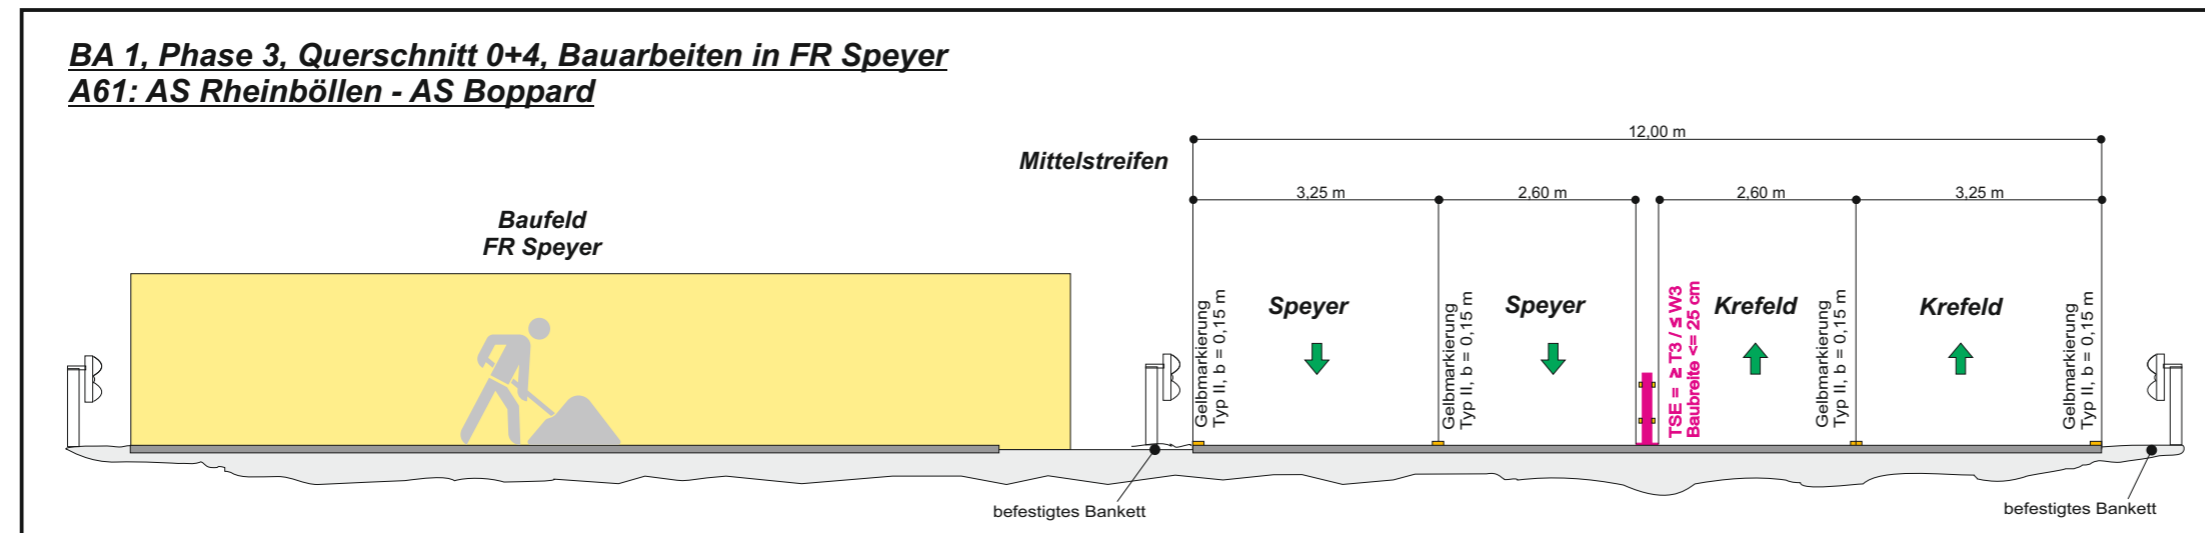 BA 1, Phase 3, Querschnitt 0+4, Bauarbeiten in FR Speyer
A61: AS Rheinböllen - AS Boppard
12,00 m
Mittelstreifen
3,25 m
2,60 m
2,60 m
3,25 m
Baufeld
FR Speyer
Gelbmarkierung
Typ II, b = 0,15 m
Speyer
Gelbmarkierung
Typ II, b = 0,15 m
Speyer
TSE = ≥ T3 / ≤ W3
Baubreite <= 25 cm
Krefeld
Gelbmarkierung
Typ II, b = 0,15 m
Krefeld
Gelbmarkierung
Typ II, b = 0,15 m
befestigtes Bankett
befestigtes Bankett